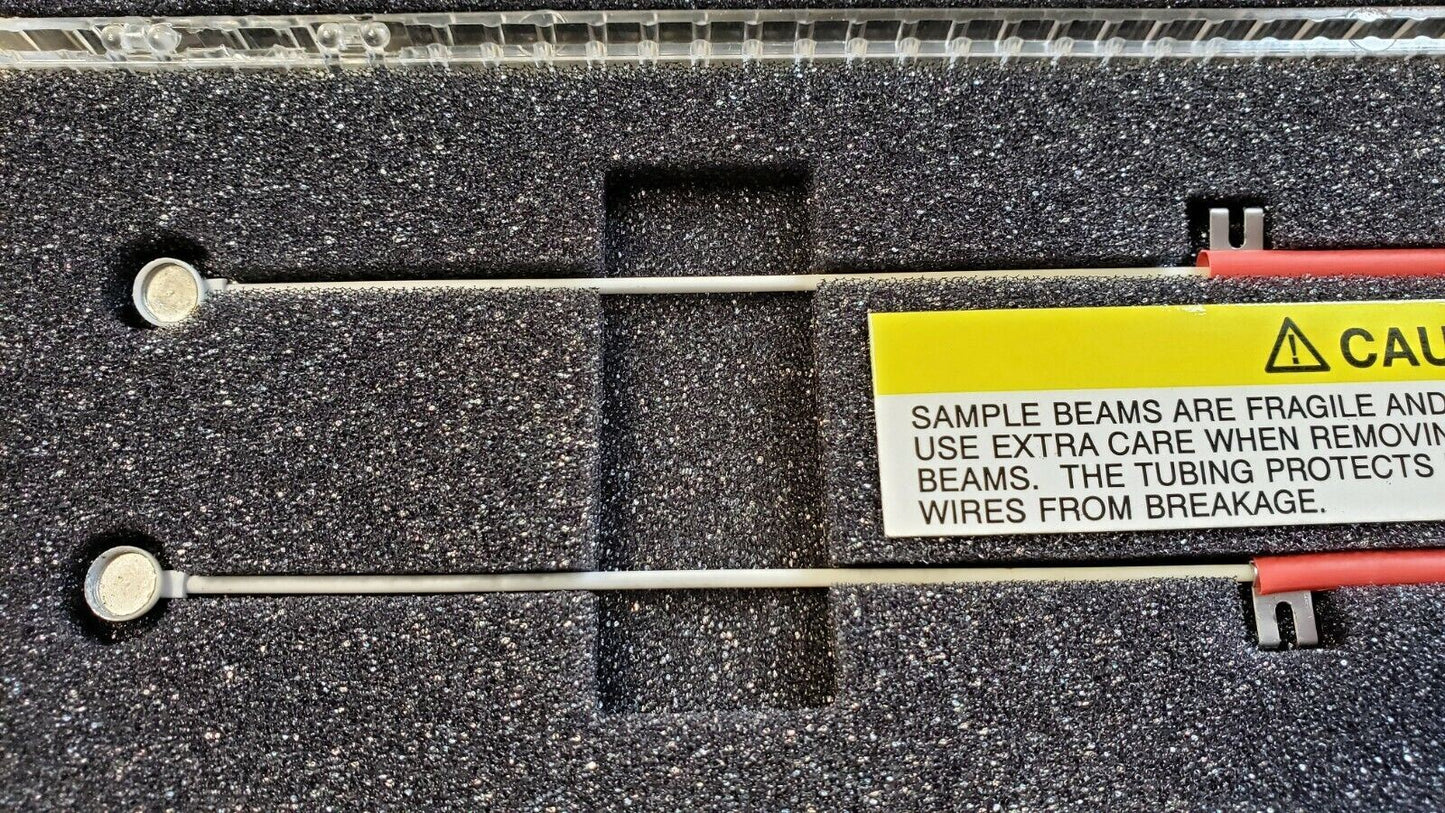 CAU
SAMPLE BEAMS ARE FRAGILE AND
USE EXTRA CARE WHEN REMOVIN
BEAMS. THE TUBING PROTECTS
WIRES FROM BREAKAGE.